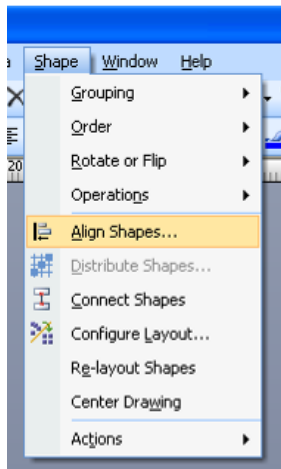 a Shape Window Help
20
Grouping
Order
Rotate or Flip
Operations
Align Shapes...
Distribute Shapes...
Connect Shapes
Configure Layout...
Re-layout Shapes
Center Drawing
Actions